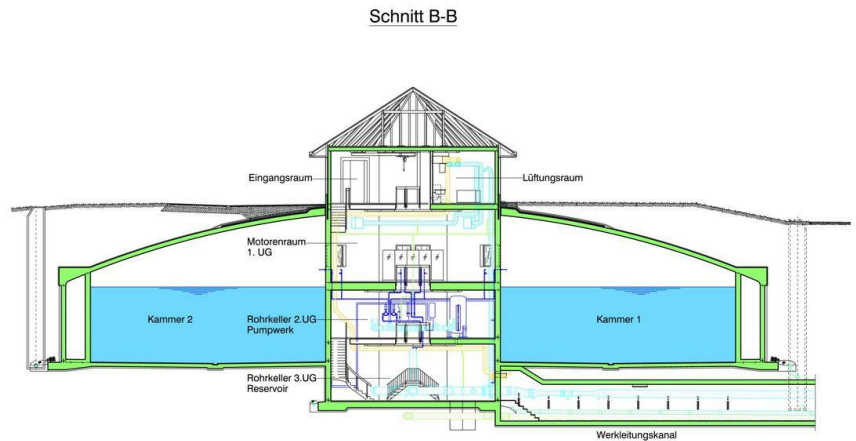 Schnitt B-B
Eingangsraum
Lüftungsraum
Motorenraum
1. UG
Kammer 2
Rohrkeller 2.UG
Pumpwerk
Kammer 1
Rohrkeller 3.UG
Reservoir
Werkleitungskanal